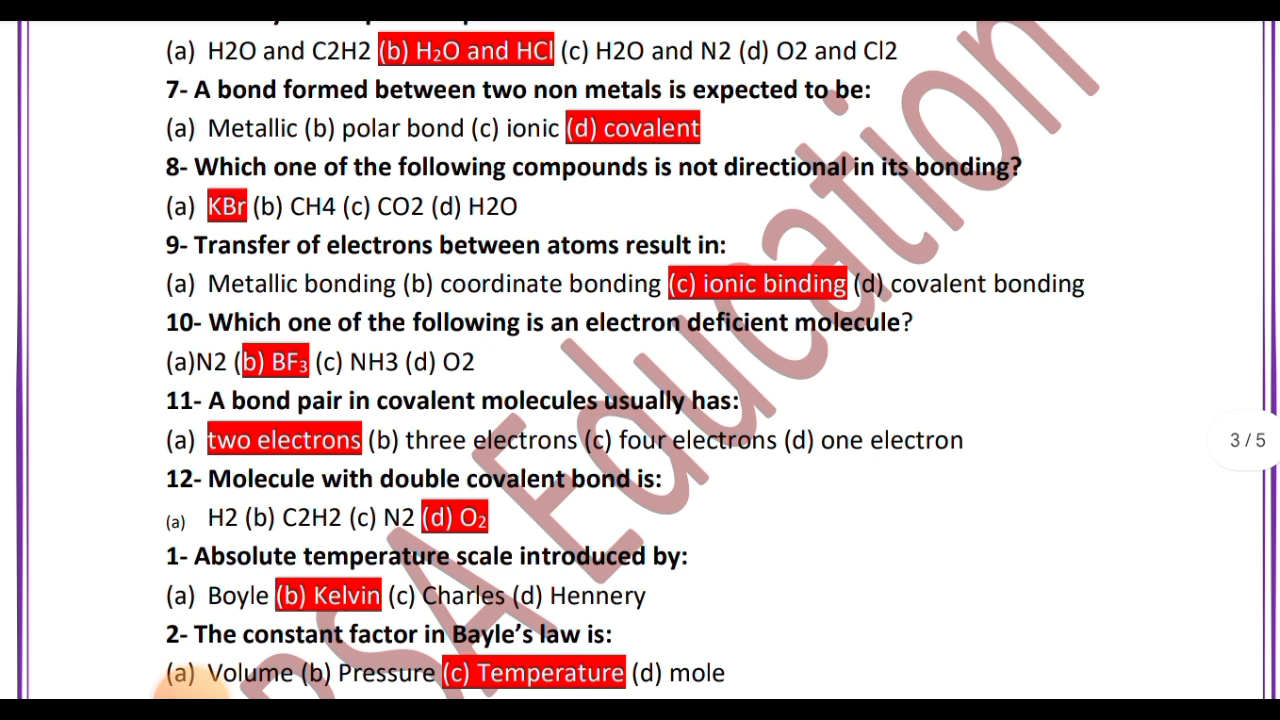 (a) H2O and C2H2 (b) H₂O and HCl (c) H2O and N2 (d) O2 and Cl2
7- A bond formed between two non metals is expected to be:
(a) Metallic (b) polar bond (c) ionic (d) covalent
8- Which one of the following compounds is not directional in its bonding?
(a) KBr (b) CH4 (c) CO2 (d) H2O
9- Transfer of electrons between atoms result in:
(a) Metallic bonding (b) coordinate bonding (c) ionic binding (d) covalent bonding
10- Which one of the following is an electron deficient molecule?
(a)N2 (b) BF₃ (c) NH3 (d) O2
11- A bond pair in covalent molecules usually has:
(a) two electrons (b) three electrons (c) four electrons (d) one electron
12- Molecule with double covalent bond is:
(a) H2 (b) C2H2 (c) N2 (d) O₂
1- Absolute temperature scale introduced by:
(a) Boyle (b) Kelvin (c) Charles (d) Hennery
2- The constant factor in Bayle’s law is:
(a) Volume (b) Pressure (c) Temperature (d) mole
3 / 5
PSA Education